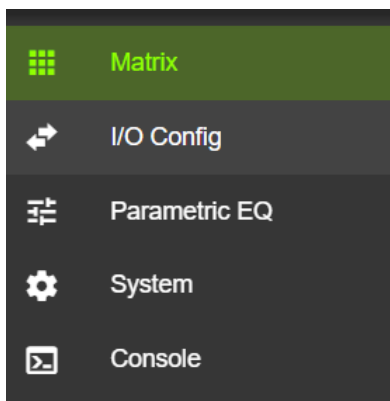 Matrix
I/O Config
Parametric EQ
System
Console